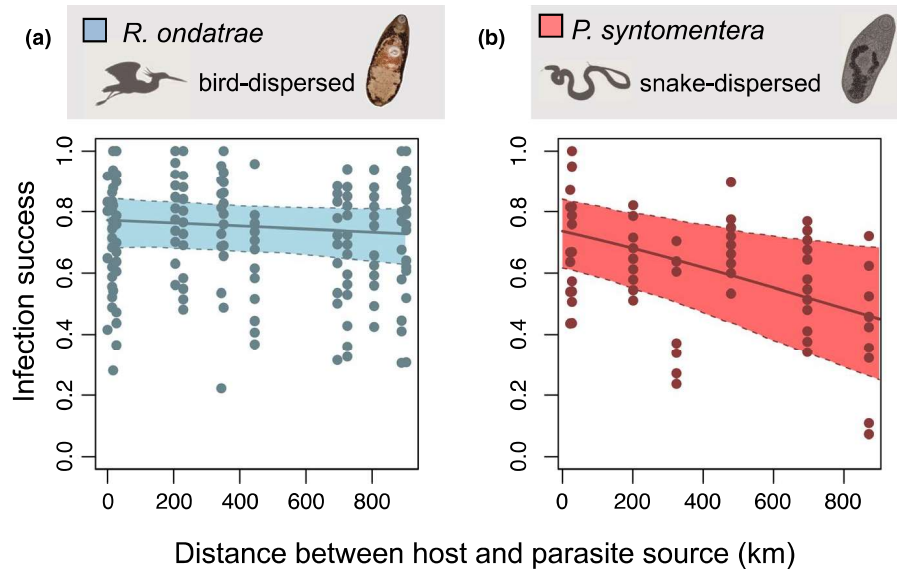 (a)
R. ondatrae
bird-dispersed
(b)
P. syntomentera
snake-dispersed
Infection success
1.0
0.8
0.6
0.4
0.2
0.0
0 200 400 600 800
1.0
0.8
0.6
0.4
0.2
0.0
0 200 400 600 800
Distance between host and parasite source (km)